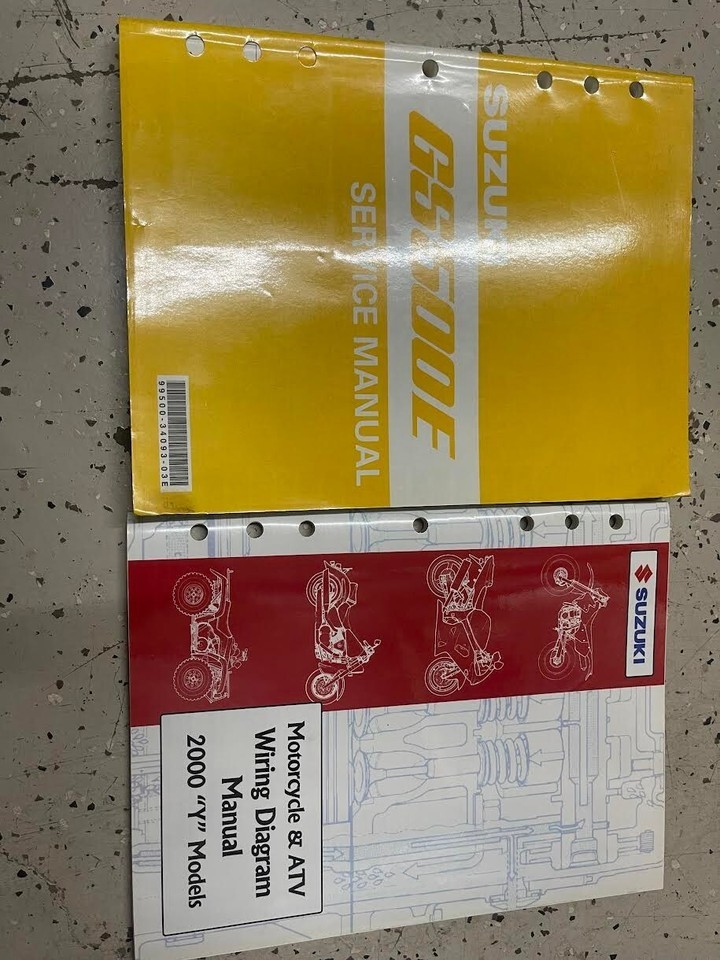 SUZUKI
GS500E
SERVICE MANUAL
99500-34093-03E
SUZUKI
Motorcycle & ATV
Wiring Diagram
Manual
2000 "Y" Models